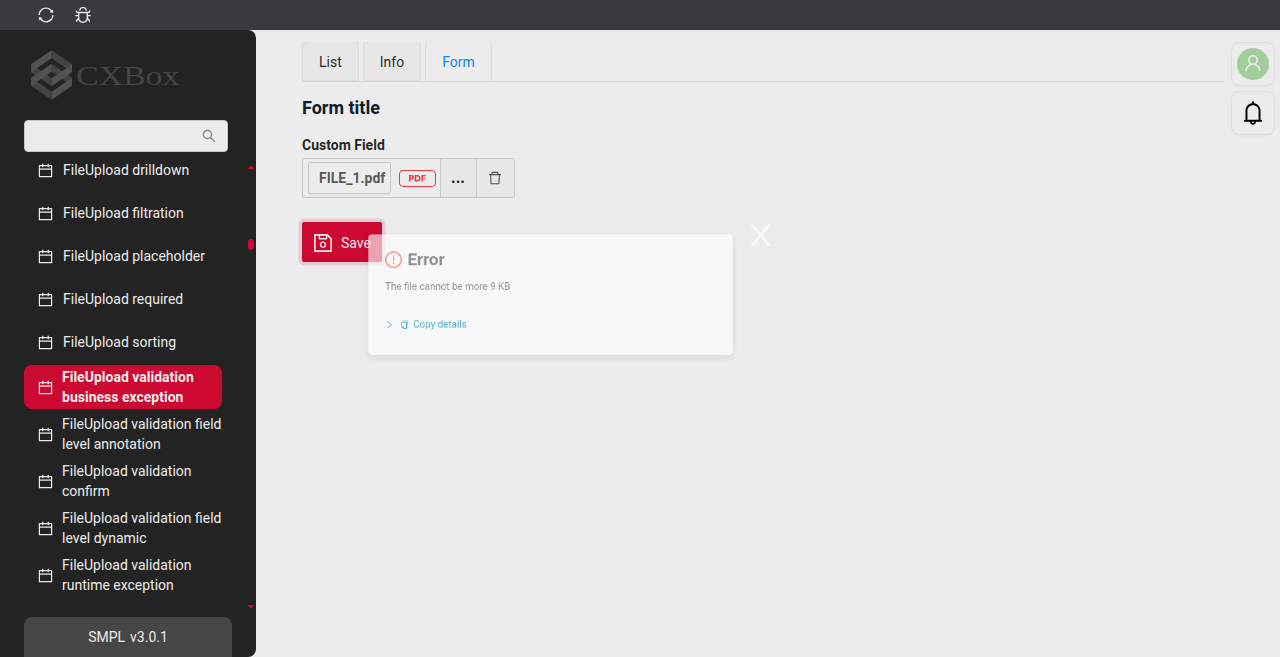 CXBox
FileUpload drilldown
FileUpload filtration
FileUpload placeholder
FileUpload required
FileUpload sorting
FileUpload validation
business exception
FileUpload validation field
level annotation
FileUpload validation
confirm
FileUpload validation field
level dynamic
FileUpload validation
runtime exception
SMPL v3.0.1
List Info Form
Form title
Custom Field
FILE_1.pdf PDF ...
Save
Error
The file cannot be more 9 KB
Copy details